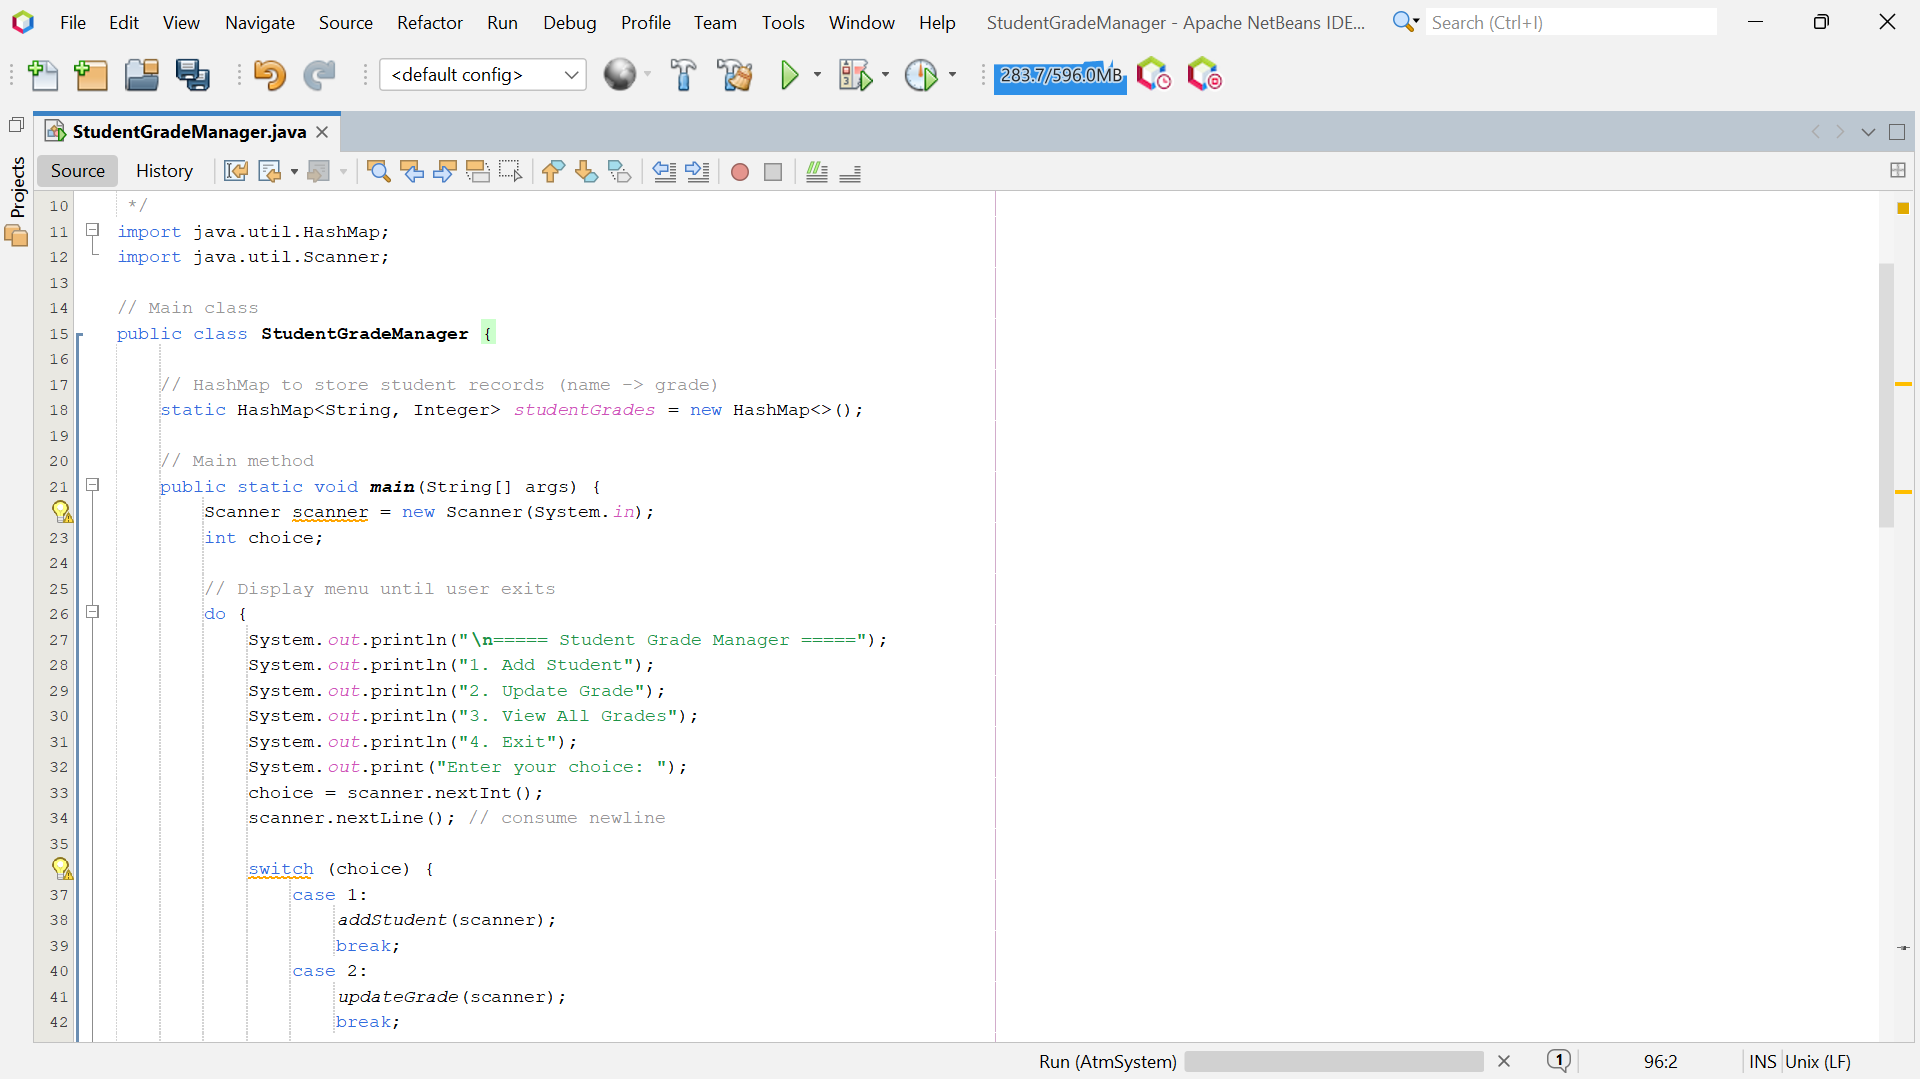 File Edit View Navigate Source Refactor Run Debug Profile Team Tools Window Help StudentGradeManager - Apache NetBeans IDE... Search (Ctrl+I)
<default config> 283.7/596.0MB
StudentGradeManager.java
Projects
Source History
10 */
11 import java.util.HashMap;
12 import java.util.Scanner;
13
14 // Main class
15 public class StudentGradeManager {
16
17 // HashMap to store student records (name -> grade)
18 static HashMap<String, Integer> studentGrades = new HashMap<>();
19
20 // Main method
21 public static void main(String[] args) {
Scanner scanner = new Scanner(System.in);
23 int choice;
24
25 // Display menu until user exits
26 do {
27 System.out.println("\n===== Student Grade Manager =====");
28 System.out.println("1. Add Student");
29 System.out.println("2. Update Grade");
30 System.out.println("3. View All Grades");
31 System.out.println("4. Exit");
32 System.out.print("Enter your choice: ");
33 choice = scanner.nextInt();
34 scanner.nextLine(); // consume newline
35
switch (choice) {
37 case 1:
38 addStudent(scanner);
39 break;
40 case 2:
41 updateGrade(scanner);
42 break;
Run (AtmSystem) 1 96:2 INS Unix (LF)